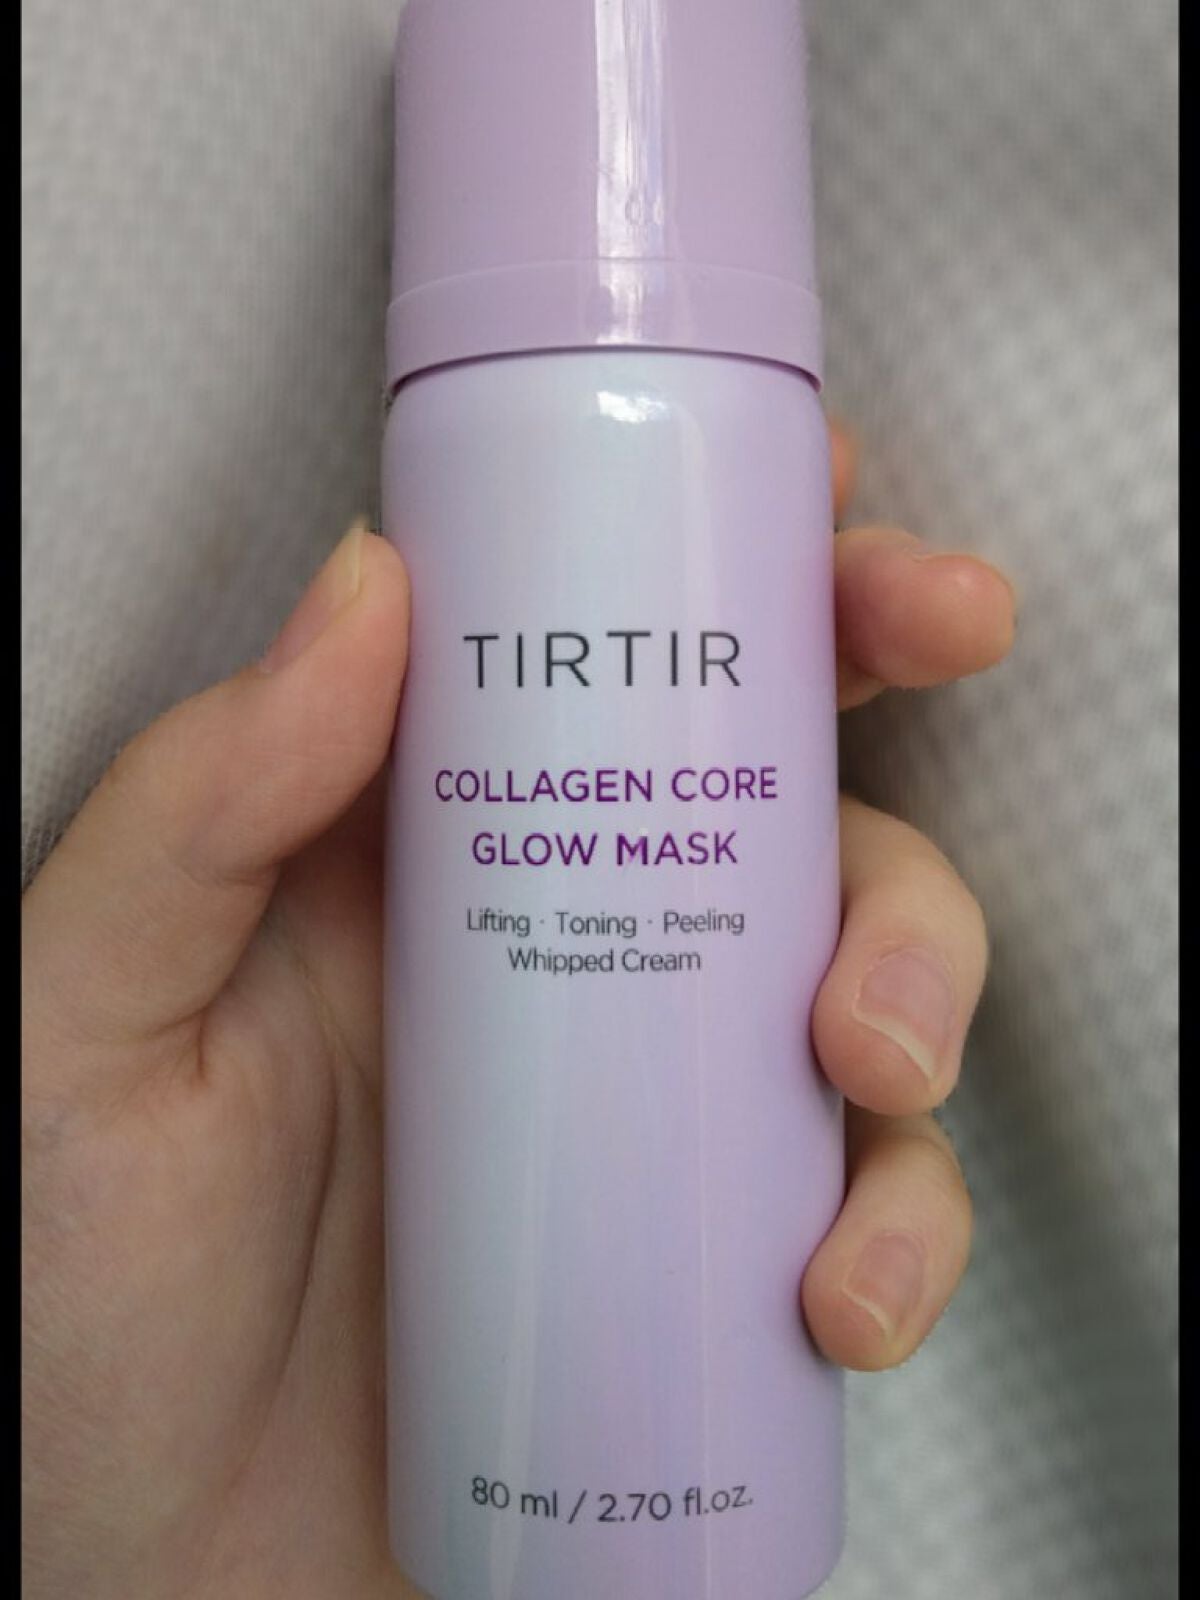 TIRTIR
COLLAGEN CORE
GLOW MASK
Lifting · Toning · Peeling
Whipped Cream
80 ml / 2.70 fl.oz.